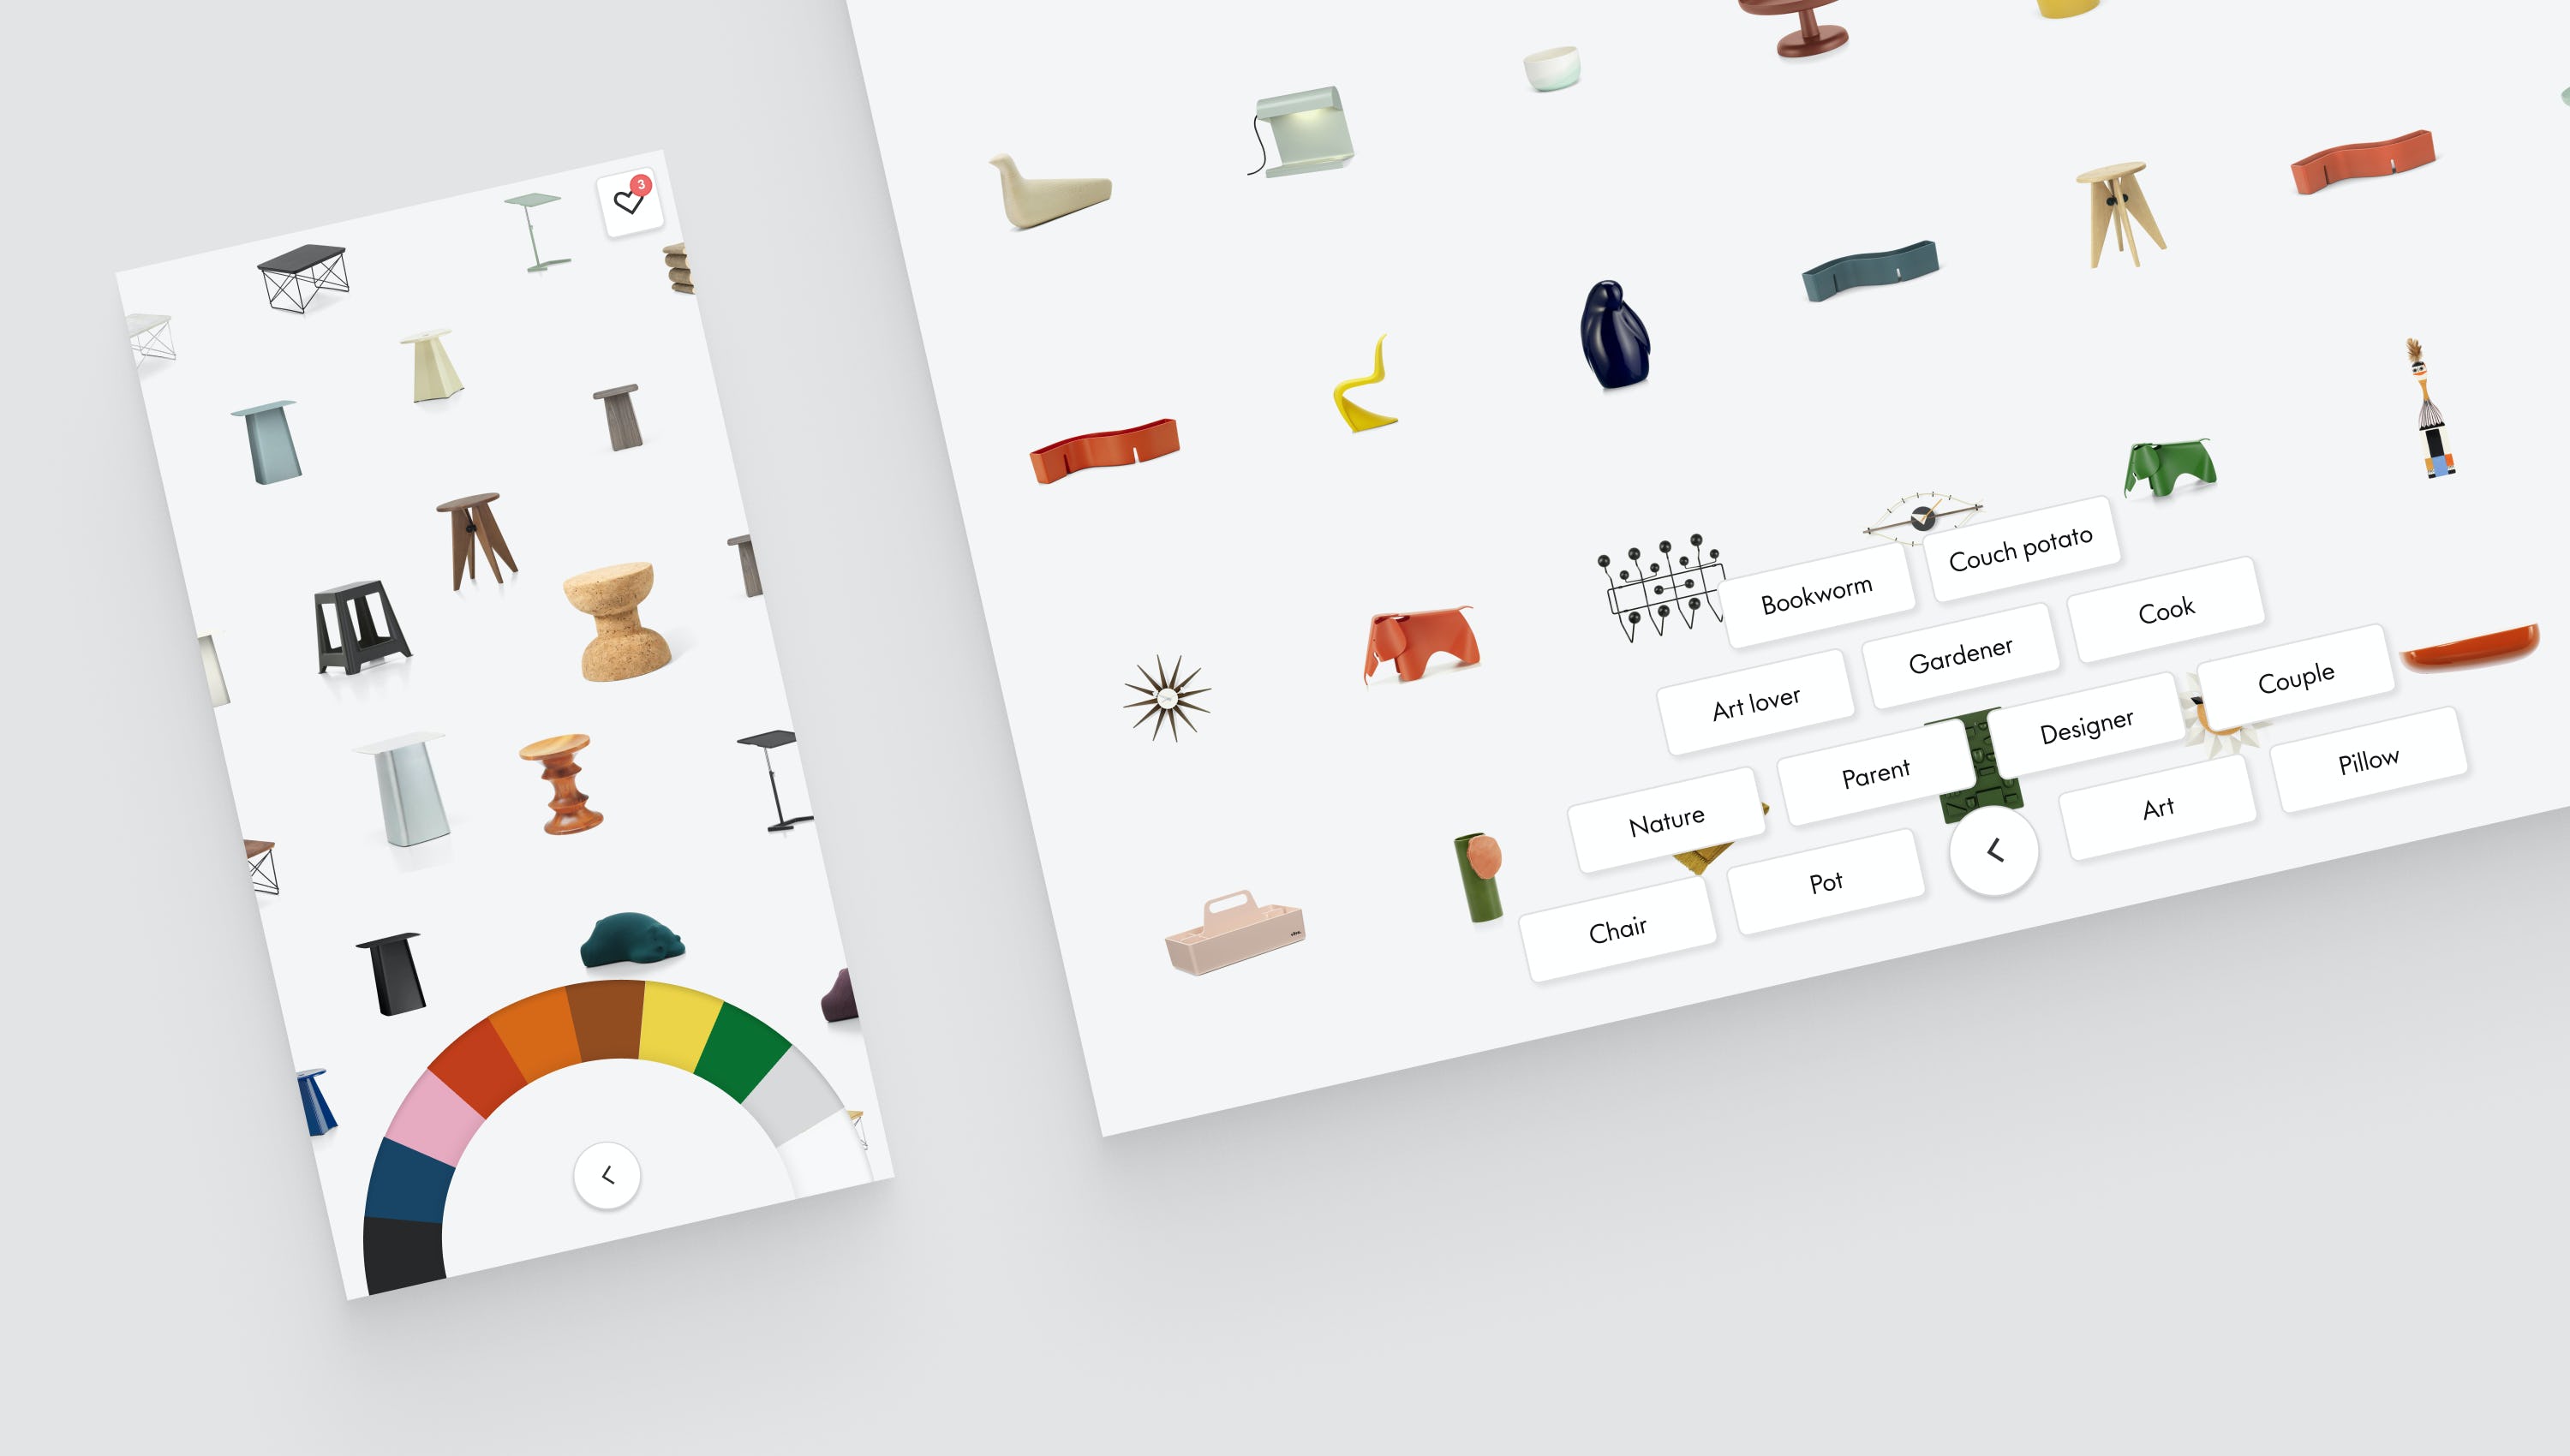 3
Couch potato
Bookworm
Cook
Gardener
Art lover
Couple
Designer
Parent
Nature
Pillow
Art
Pot
Chair